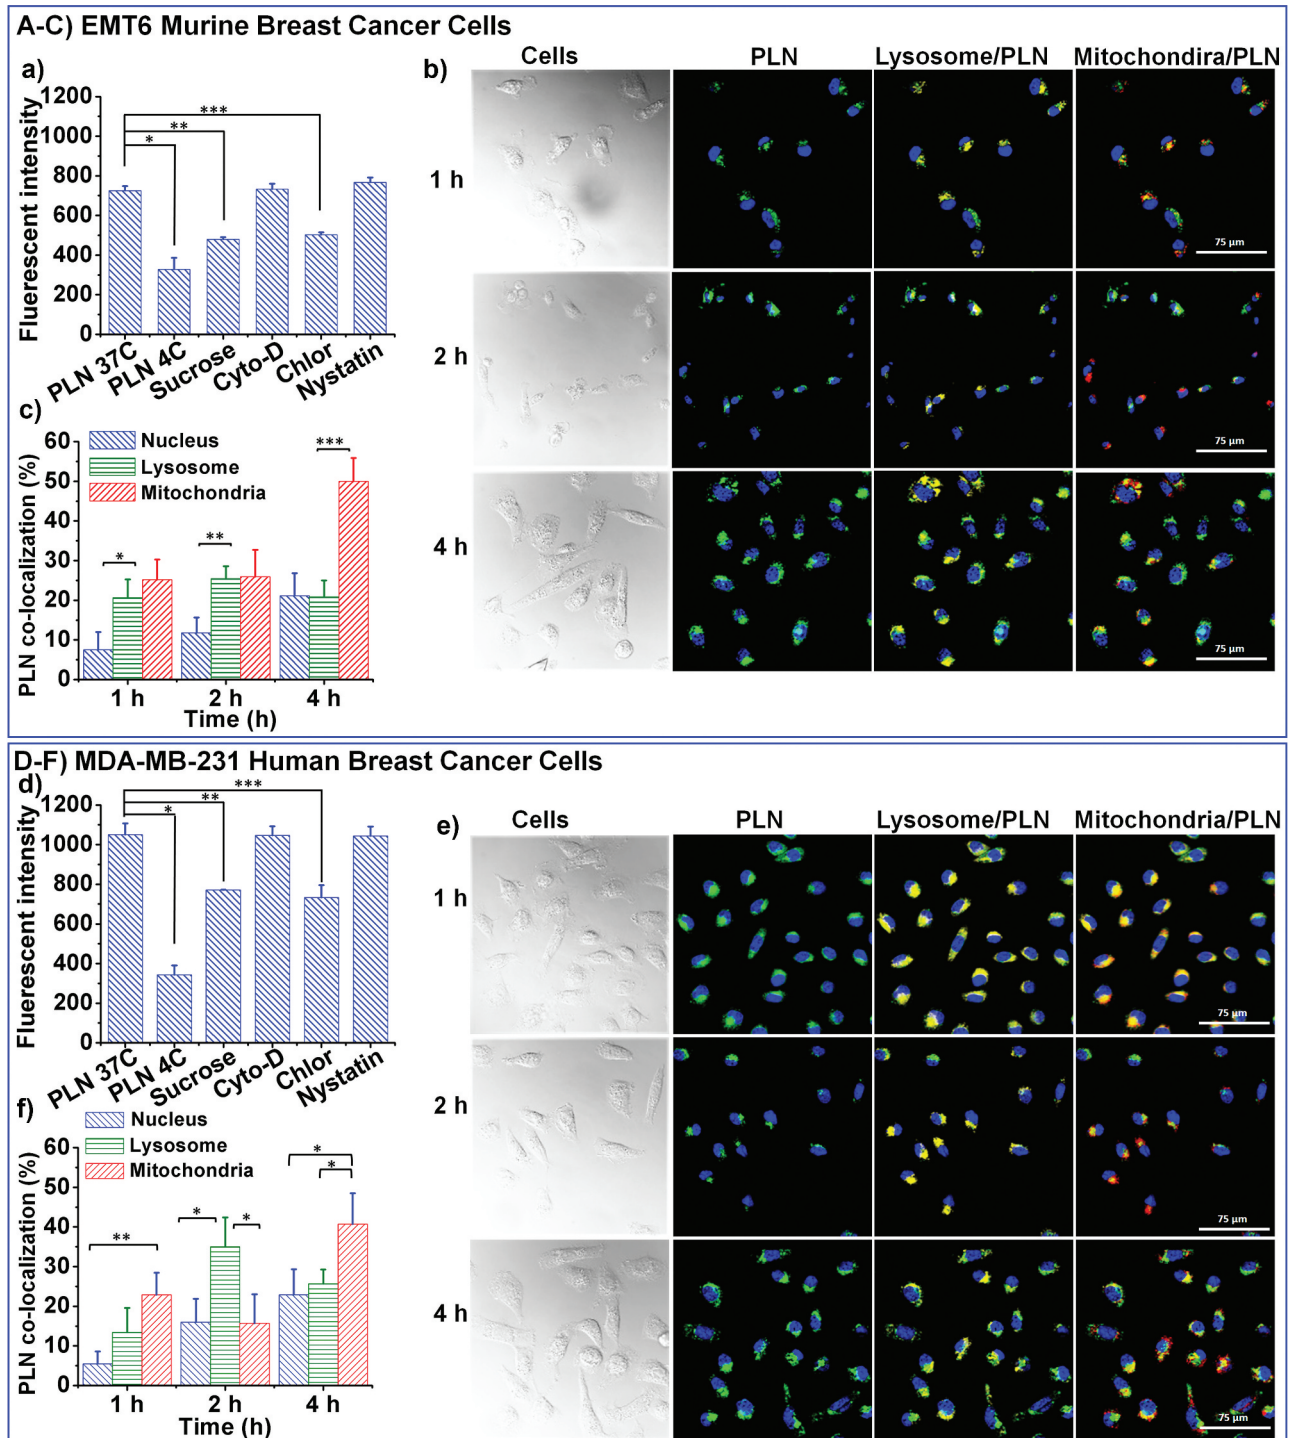 A-C) EMT6 Murine Breast Cancer Cells
a)
Fluerescent intensity
1200
1000
800
600
400
200
0
***
**
*
PLN 37C
PLN 4C
Sucrose
Cyto-D
Chlor
Nystatin
b)
Cells
PLN
Lysosome/PLN
Mitochondira/PLN
1 h
75 µm
2 h
75 µm
4 h
75 µm
c)
PLN co-localization (%)
60
50
40
30
20
10
0
Nucleus
Lysosome
Mitochondria
*
**
***
1 h
2 h
4 h
Time (h)
D-F) MDA-MB-231 Human Breast Cancer Cells
d)
Fluerescent intensity
1200
1000
800
600
400
200
0
***
**
*
PLN 37C
PLN 4C
Sucrose
Cyto-D
Chlor
Nystatin
e)
Cells
PLN
Lysosome/PLN
Mitochondria/PLN
1 h
75 µm
2 h
75 µm
4 h
75 µm
f)
PLN co-localization (%)
60
50
40
30
20
10
0
Nucleus
Lysosome
Mitochondria
**
*
*
*
*
1 h
2 h
4 h
Time (h)